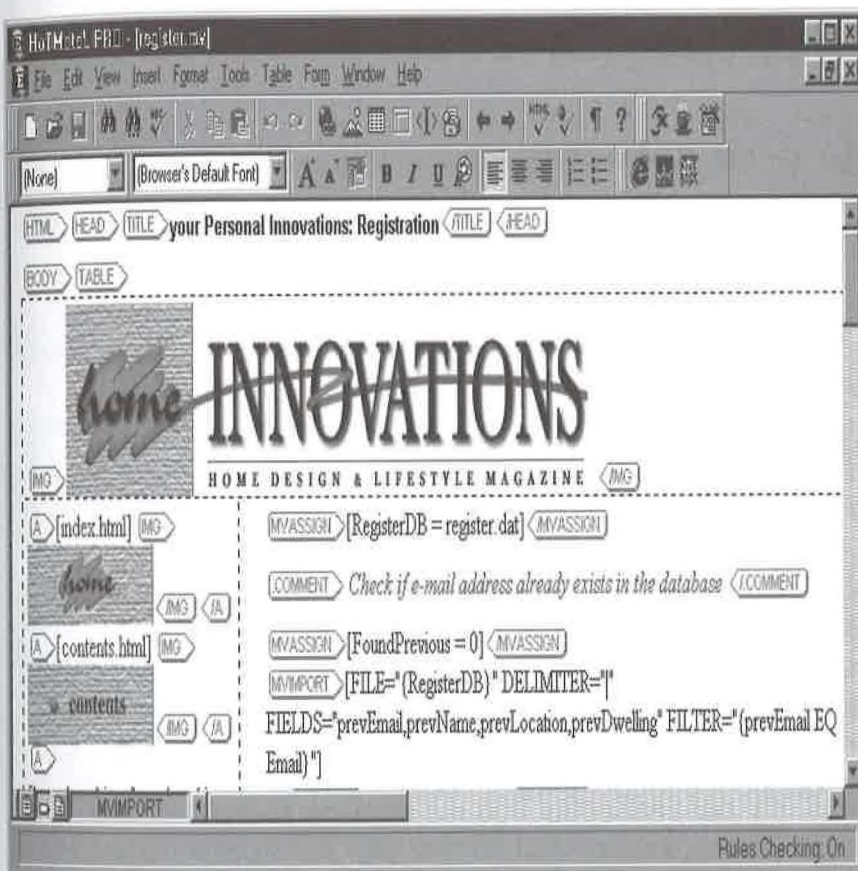 HoTMetaL PRO - [register.mv]
File Edit View Insert Format Tools Table Form Window Help
(None) (Browser's Default Font) A A B I U
HTML HEAD TITLE your Personal Innovations: Registration /TITLE /HEAD
BODY TABLE
home INNOVATIONS
HOME DESIGN & LIFESTYLE MAGAZINE
IMG /IMG
A [index.html] IMG
home
/IMG /A
A [contents.html] IMG
contents
/IMG /A
A
MVASSIGN [RegisterDB = register.dat] /MVASSIGN
COMMENT Check if e-mail address already exists in the database /COMMENT
MVASSIGN [FoundPrevious = 0] /MVASSIGN
MVIMPORT [FILE="{RegisterDB}" DELIMITER="|"
FIELDS="prevEmail,prevName,prevLocation,prevDwelling" FILTER="{prevEmail EQ
Email}"]
MVIMPORT
Rules Checking: On